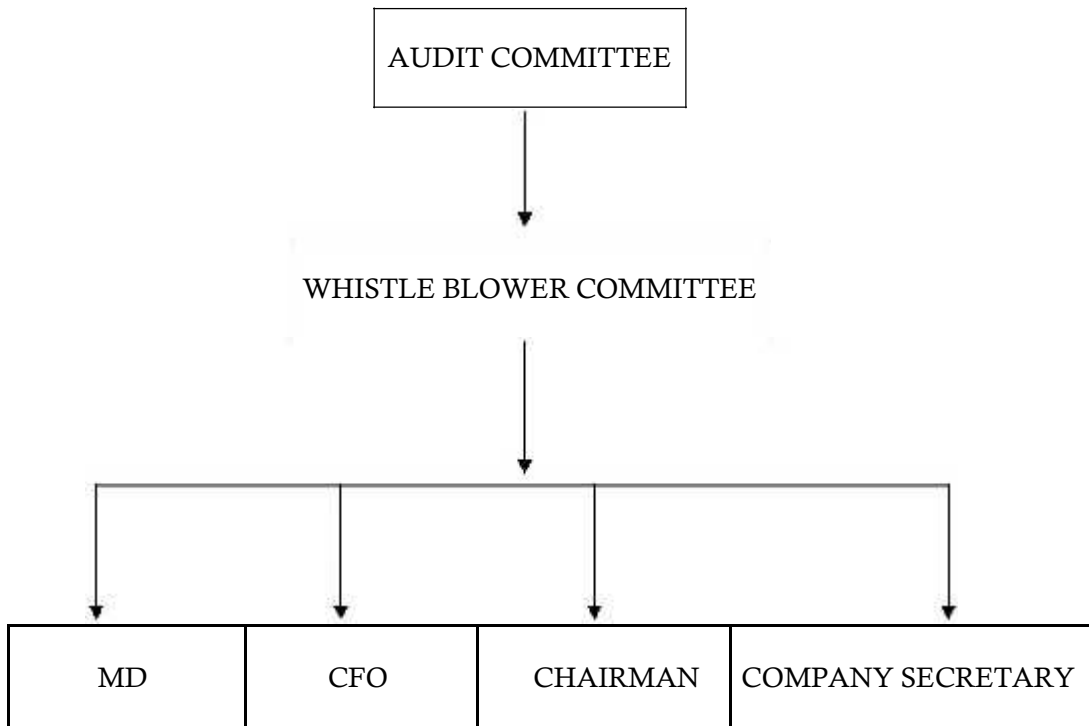 AUDIT COMMITTEE
WHISTLE BLOWER COMMITTEE
MD
CFO
CHAIRMAN
COMPANY SECRETARY